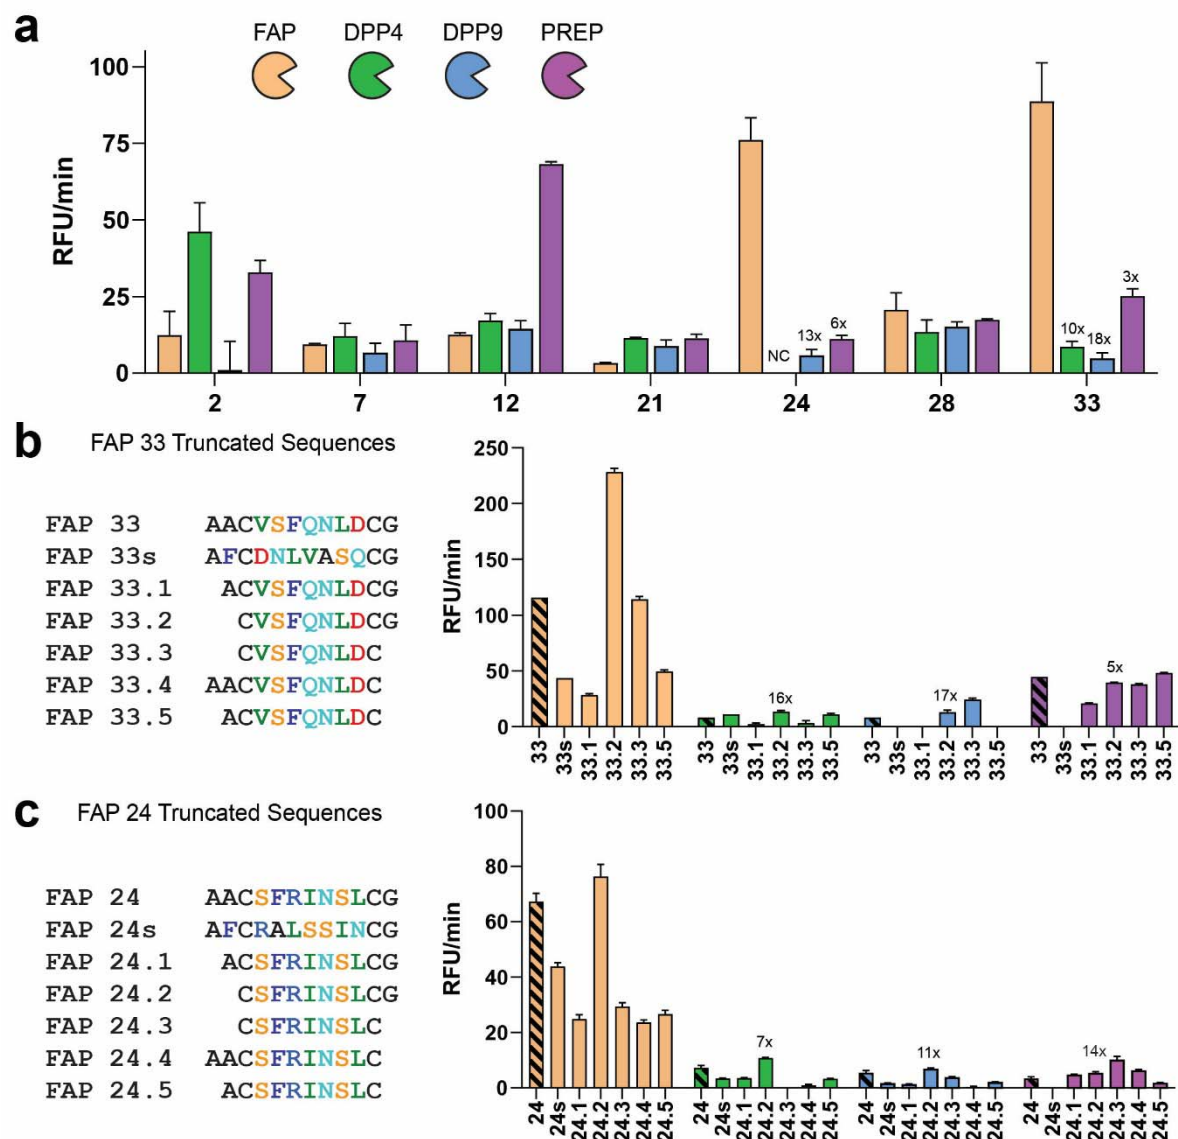 a
FAP DPP4 DPP9 PREP
100
75
50
25
0
RFU/min
NC 13x 6x
10x 18x 3x
2 7 12 21 24 28 33
b FAP 33 Truncated Sequences
FAP 33 AACVSFQNLDCG
FAP 33s AFCDNLVASQCG
FAP 33.1 ACVSFQNLDCG
FAP 33.2 CVSFQNLDCG
FAP 33.3 CVSFQNLDC
FAP 33.4 AACVSFQNLDC
FAP 33.5 ACVSFQNLDC
250
200
150
100
50
0
RFU/min
16x 17x 5x
33 33s 33.1 33.2 33.3 33.5 33 33s 33.1 33.2 33.3 33.5 33 33s 33.1 33.2 33.3 33.5 33 33s 33.1 33.2 33.3 33.5
c FAP 24 Truncated Sequences
FAP 24 AACSFRINSLCG
FAP 24s AFCRALSSINCG
FAP 24.1 ACSFRINSLCG
FAP 24.2 CSFRINSLCG
FAP 24.3 CSFRINSLC
FAP 24.4 AACSFRINSLC
FAP 24.5 ACSFRINSLC
100
80
60
40
20
0
RFU/min
7x 11x 14x
24 24s 24.1 24.2 24.3 24.4 24.5 24 24s 24.1 24.2 24.3 24.4 24.5 24 24s 24.1 24.2 24.3 24.4 24.5 24 24s 24.1 24.2 24.3 24.4 24.5